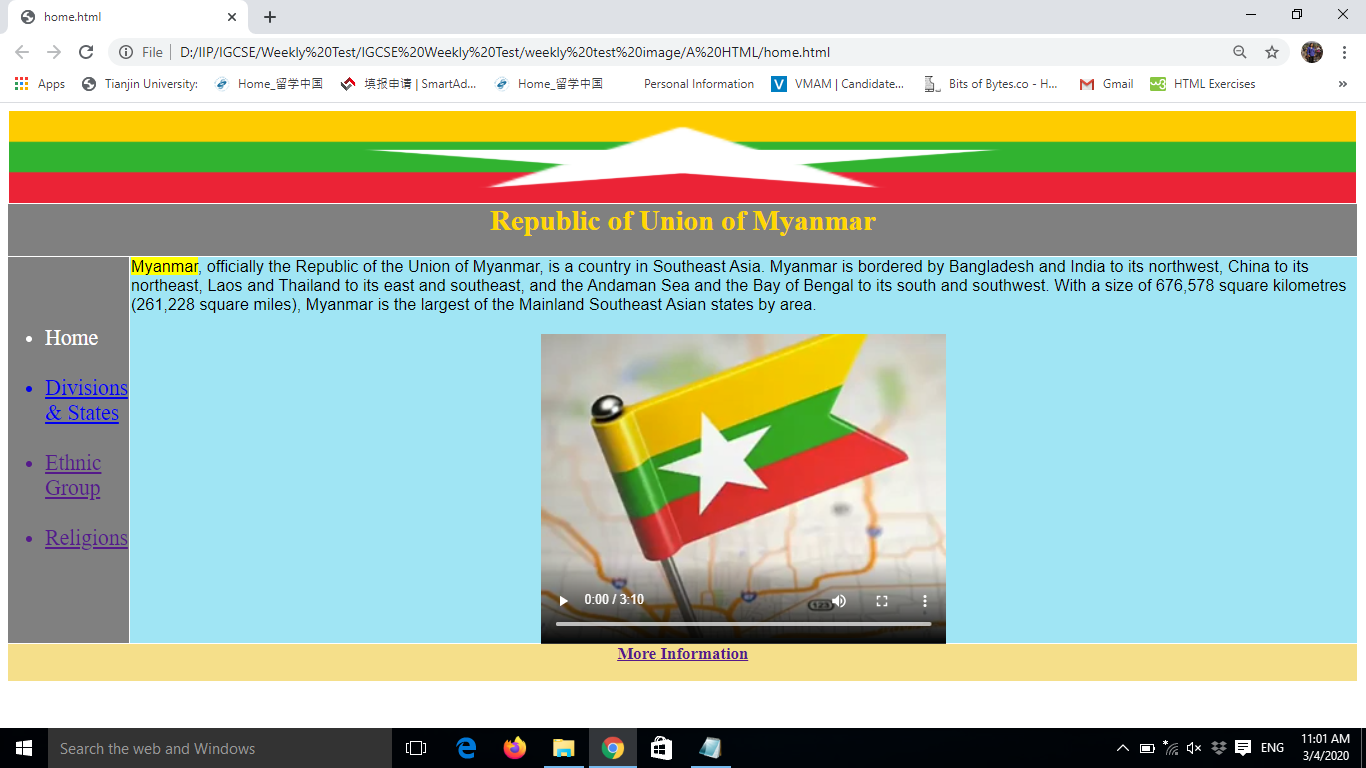 home.html
File
D:/IIP/IGCSE/Weekly%20Test/IGCSE%20Weekly%20Test/weekly%20test%20image/A%20HTML/home.html
Apps
Tianjin University:
Home_留学中国
填报申请 | SmartAd...
Home_留学中国
Personal Information
VMAM | Candidate...
Bits of Bytes.co - H...
Gmail
HTML Exercises
»
Republic of Union of Myanmar
Myanmar, officially the Republic of the Union of Myanmar, is a country in Southeast Asia. Myanmar is bordered by Bangladesh and India to its northwest, China to its
northeast, Laos and Thailand to its east and southeast, and the Andaman Sea and the Bay of Bengal to its south and southwest. With a size of 676,578 square kilometres
(261,228 square miles), Myanmar is the largest of the Mainland Southeast Asian states by area.
Home
Divisions
& States
Ethnic
Group
Religions
123
0:00 / 3:10
More Information
Search the web and Windows
ENG
11:01 AM
3/4/2020